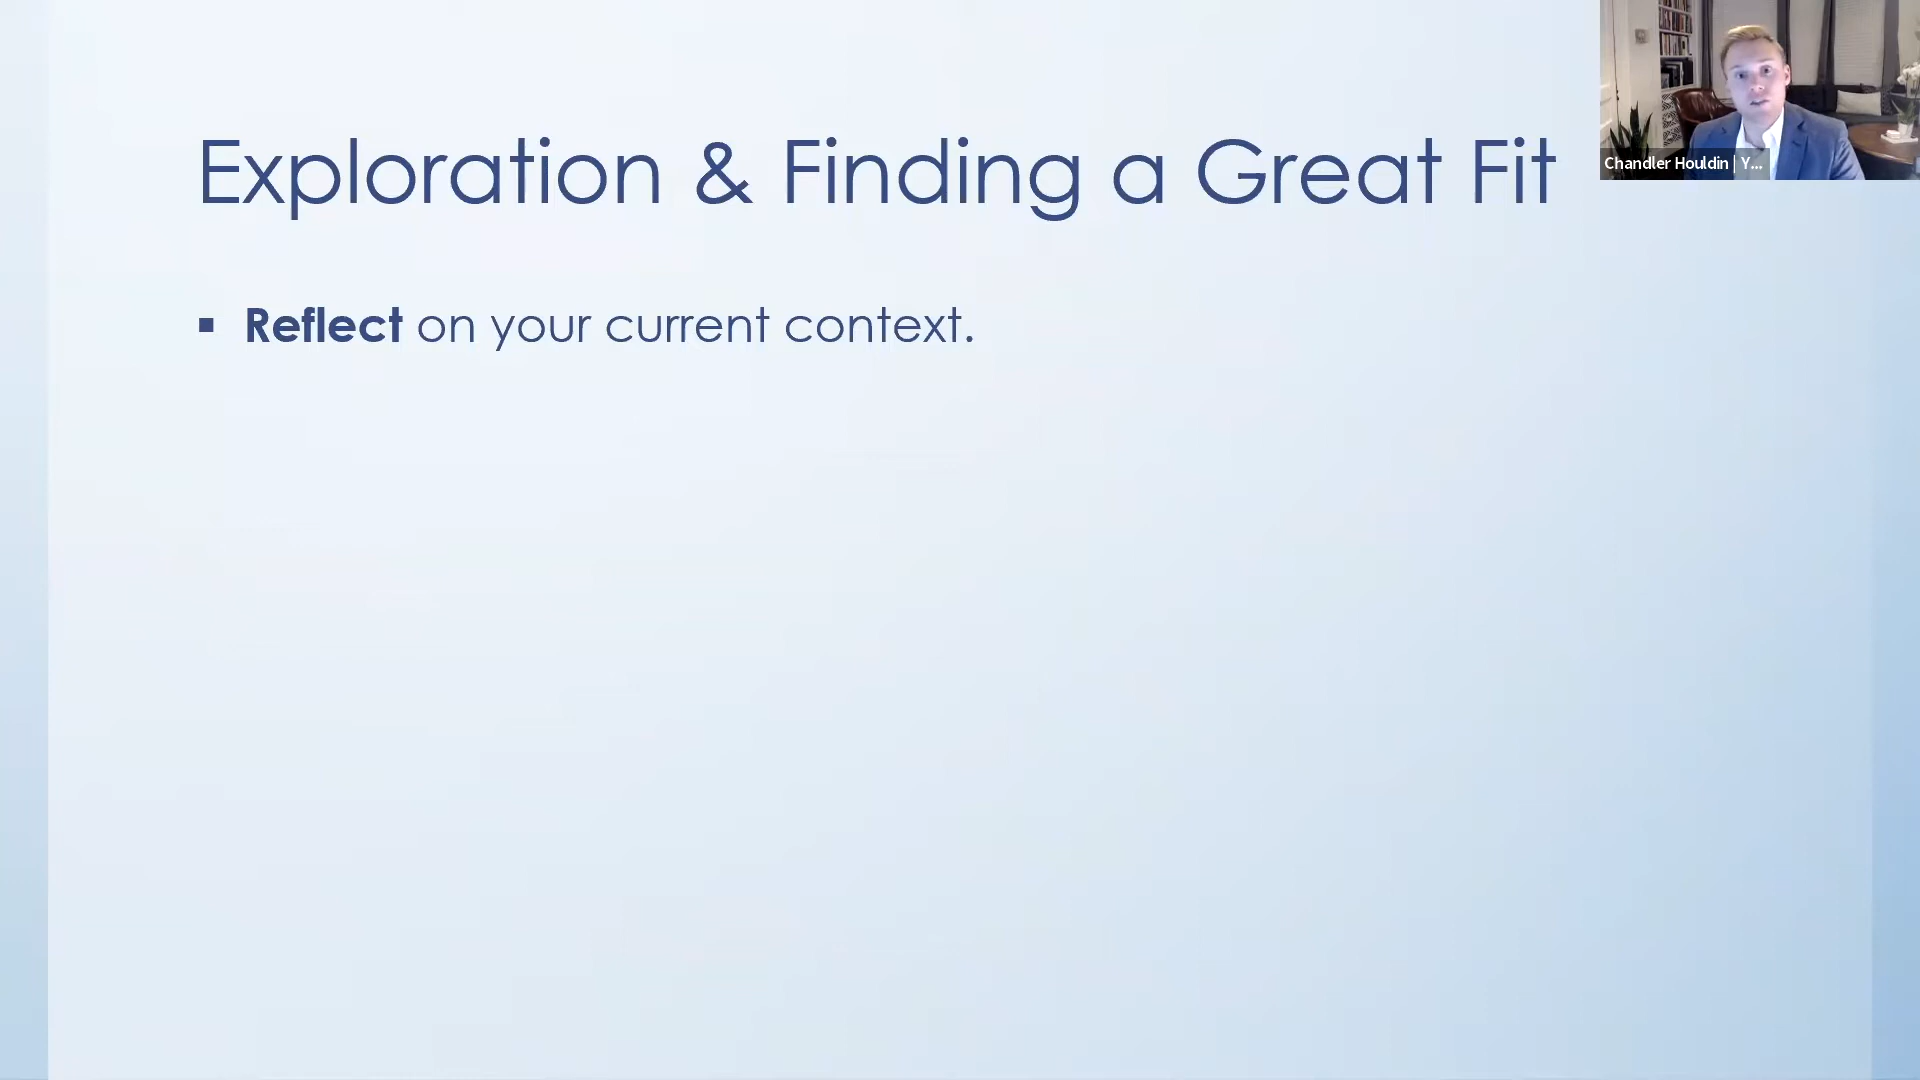 Exploration & Finding a Great Fit
Chandler Houldin | Y...
▪ Reflect on your current context.